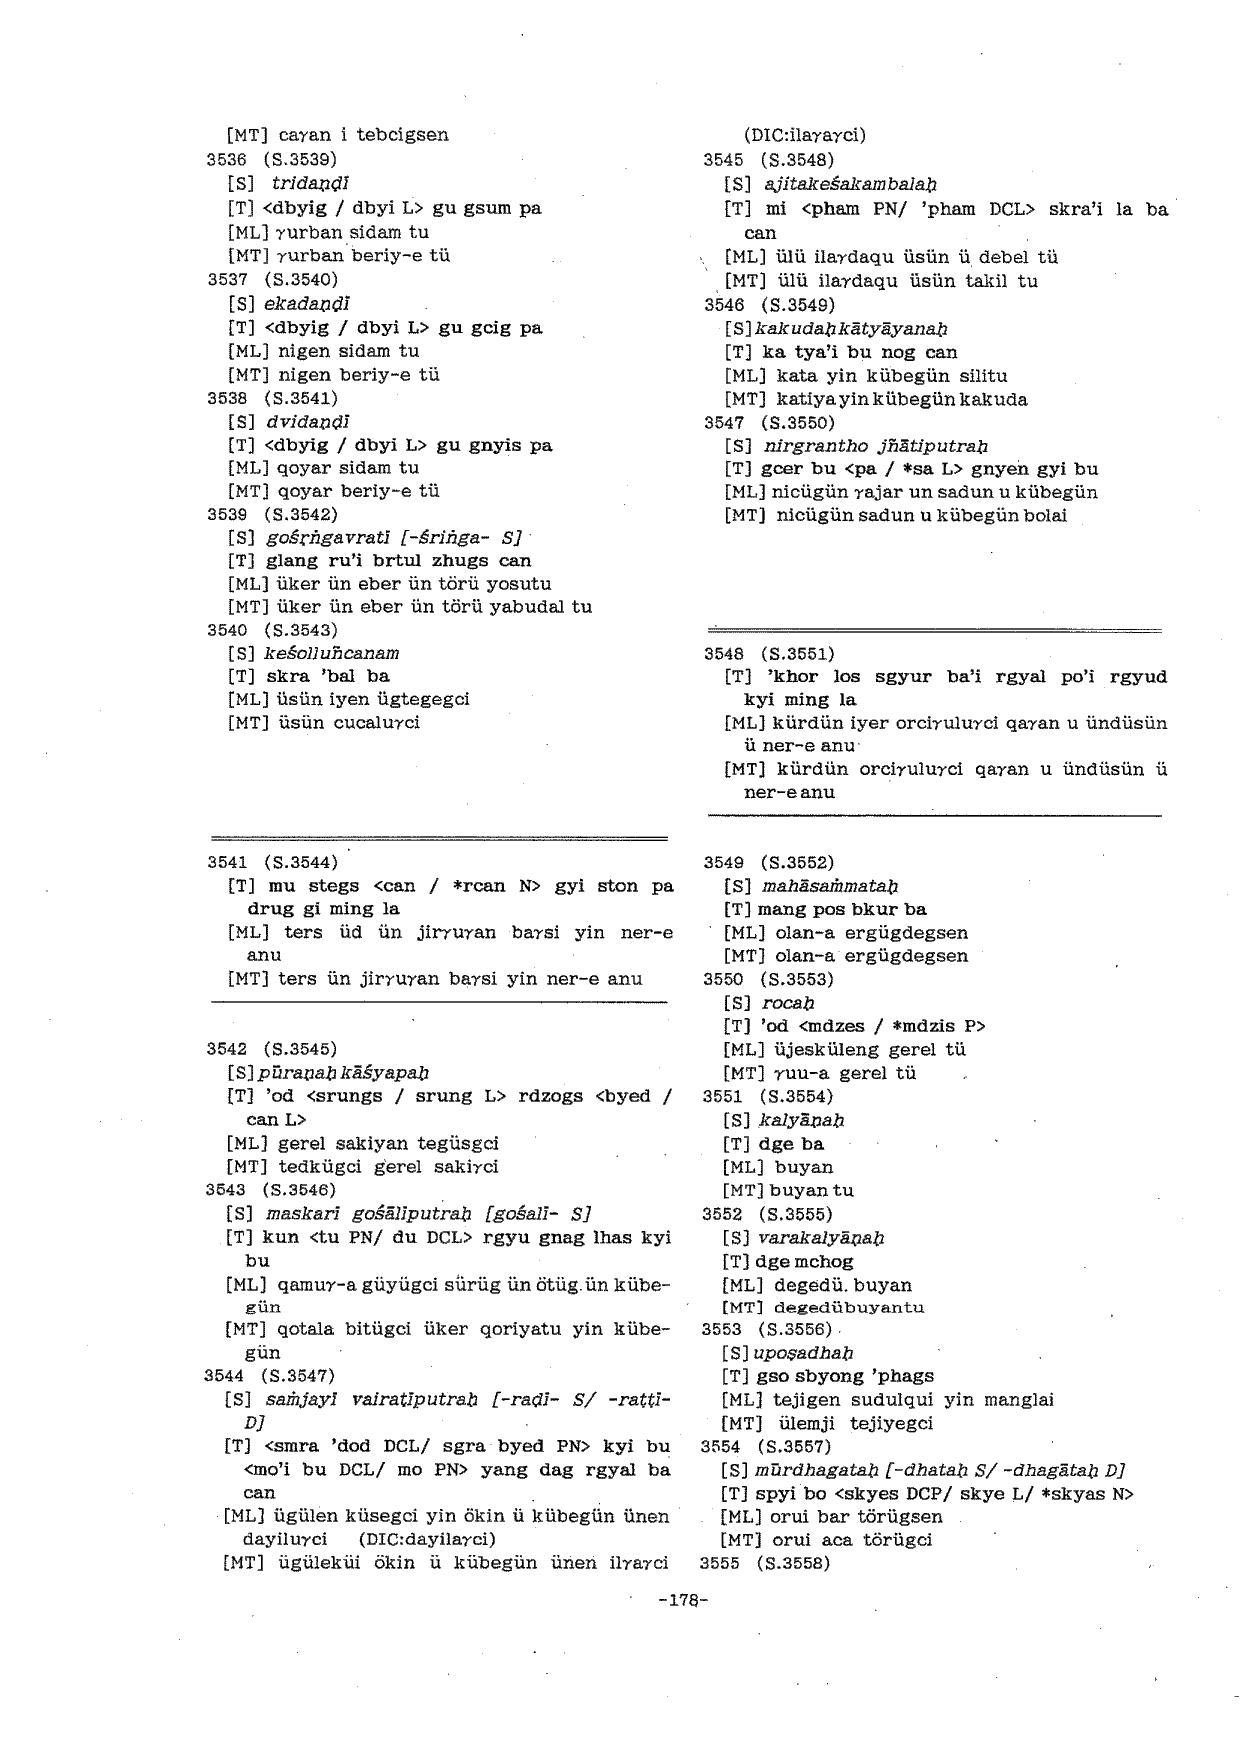 [MT] caγan i tebcigsen
3536 (S.3539)
[S] tridaṇḍī
[T] <dbyig / dbyi L> gu gsum pa
[ML] γurban sidam tu
[MT] γurban beriy-e tü
3537 (S.3540)
[S] ekadaṇḍī
[T] <dbyig / dbyi L> gu gcig pa
[ML] nigen sidam tu
[MT] nigen beriy-e tü
3538 (S.3541)
[S] dvidaṇḍī
[T] <dbyig / dbyi L> gu gnyis pa
[ML] qoyar sidam tu
[MT] qoyar beriy-e tü
3539 (S.3542)
[S] gośṛṅgavratī [-śriṅga- S]
[T] glang ru'i brtul zhugs can
[ML] üker ün eber ün törü yosutu
[MT] üker ün eber ün törü yabudal tu
3540 (S.3543)
[S] keśolluñcanam
[T] skra 'bal ba
[ML] üsün iyen ügtegegci
[MT] üsün cucaluγci
3541 (S.3544)
[T] mu stegs <can / *rcan N> gyi ston pa
drug gi ming la
[ML] ters üd ün jirγuγan baγsi yin ner-e
anu
[MT] ters ün jirγuγan baγsi yin ner-e anu
3542 (S.3545)
[S] pūraṇaḥ kāśyapaḥ
[T] 'od <srungs / srung L> rdzogs <byed /
can L>
[ML] gerel sakiyan tegüsgci
[MT] tedkügci gerel sakiγci
3543 (S.3546)
[S] maskarī gośālīputraḥ [gośalī- S]
[T] kun <tu PN/ du DCL> rgyu gnag lhas kyi
bu
[ML] qamuγ-a güyügci sürüg ün ötüg ün kübe-
gün
[MT] qotala bitügci üker qoriyatu yin kübe-
gün
3544 (S.3547)
[S] saṁjayī vairaṭīputraḥ [-raḍī- S/ -raṭṭī-
D]
[T] <smra 'dod DCL/ sgra byed PN> kyi bu
<mo'i bu DCL/ mo PN> yang dag rgyal ba
can
[ML] ügülen küsegci yin ökin ü kübegün ünen
dayiluγci (DIC:dayilaγci)
[MT] ügüleküi ökin ü kübegün ünen ilγaγci
(DIC:ilaγaγci)
3545 (S.3548)
[S] ajitakeśakambalaḥ
[T] mi <pham PN/ 'pham DCL> skra'i la ba
can
[ML] ülü ilaγdaqu üsün ü debel tü
[MT] ülü ilaγdaqu üsün takil tu
3546 (S.3549)
[S] kakudaḥ kātyāyanaḥ
[T] ka tya'i bu nog can
[ML] kata yin kübegün silitu
[MT] katiya yin kübegün kakuda
3547 (S.3550)
[S] nirgrantho jñātiputraḥ
[T] gcer bu <pa / *sa L> gnyen gyi bu
[ML] nicügün γajar un sadun u kübegün
[MT] nicügün sadun u kübegün bolai
3548 (S.3551)
[T] 'khor los sgyur ba'i rgyal po'i rgyud
kyi ming la
[ML] kürdün iyer orciγuluγci qaγan u ündüsün
ü ner-e anu
[MT] kürdün orciγuluγci qaγan u ündüsün ü
ner-e anu
3549 (S.3552)
[S] mahāsaṁmataḥ
[T] mang pos bkur ba
[ML] olan-a ergügdegsen
[MT] olan-a ergügdegsen
3550 (S.3553)
[S] rocaḥ
[T] 'od <mdzes / *mdzis P>
[ML] üjesküleng gerel tü
[MT] γuu-a gerel tü
3551 (S.3554)
[S] kalyāṇaḥ
[T] dge ba
[ML] buyan
[MT] buyan tu
3552 (S.3555)
[S] varakalyāṇaḥ
[T] dge mchog
[ML] degedü. buyan
[MT] degedü buyantu
3553 (S.3556)
[S] upoṣadhaḥ
[T] gso sbyong 'phags
[ML] tejigen sudulqui yin manglai
[MT] ülemji tejiyegci
3554 (S.3557)
[S] mūrdhagataḥ [-dhataḥ S/ -dhagātaḥ D]
[T] spyi bo <skyes DCP/ skye L/ *skyas N>
[ML] orui bar törügsen
[MT] orui aca törügci
3555 (S.3558)
-178-